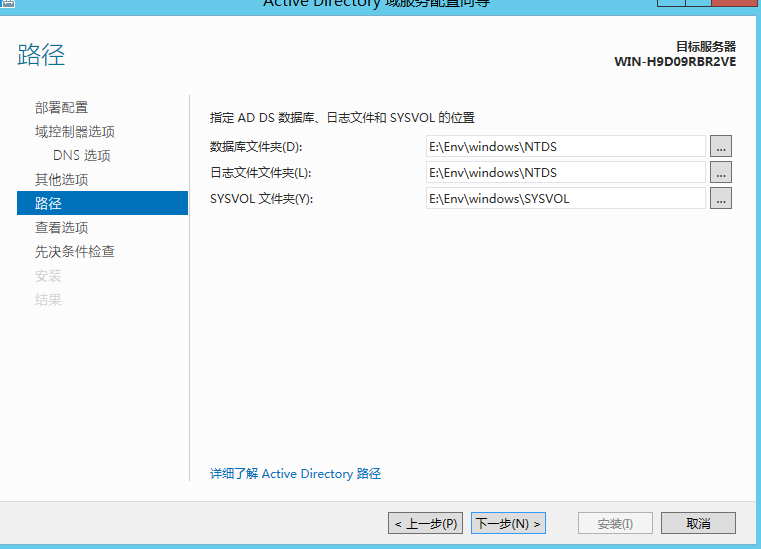 Active Directory 域服务配置向导
路径
目标服务器
WIN-H9D09RBR2VE
部署配置
域控制器选项
DNS 选项
其他选项
路径
查看选项
先决条件检查
安装
结果
指定 AD DS 数据库、日志文件和 SYSVOL 的位置
数据库文件夹(D): E:\Env\windows\NTDS ...
日志文件文件夹(L): E:\Env\windows\NTDS ...
SYSVOL 文件夹(Y): E:\Env\windows\SYSVOL ...
详细了解 Active Directory 路径
< 上一步(P) 下一步(N) > 安装(I) 取消